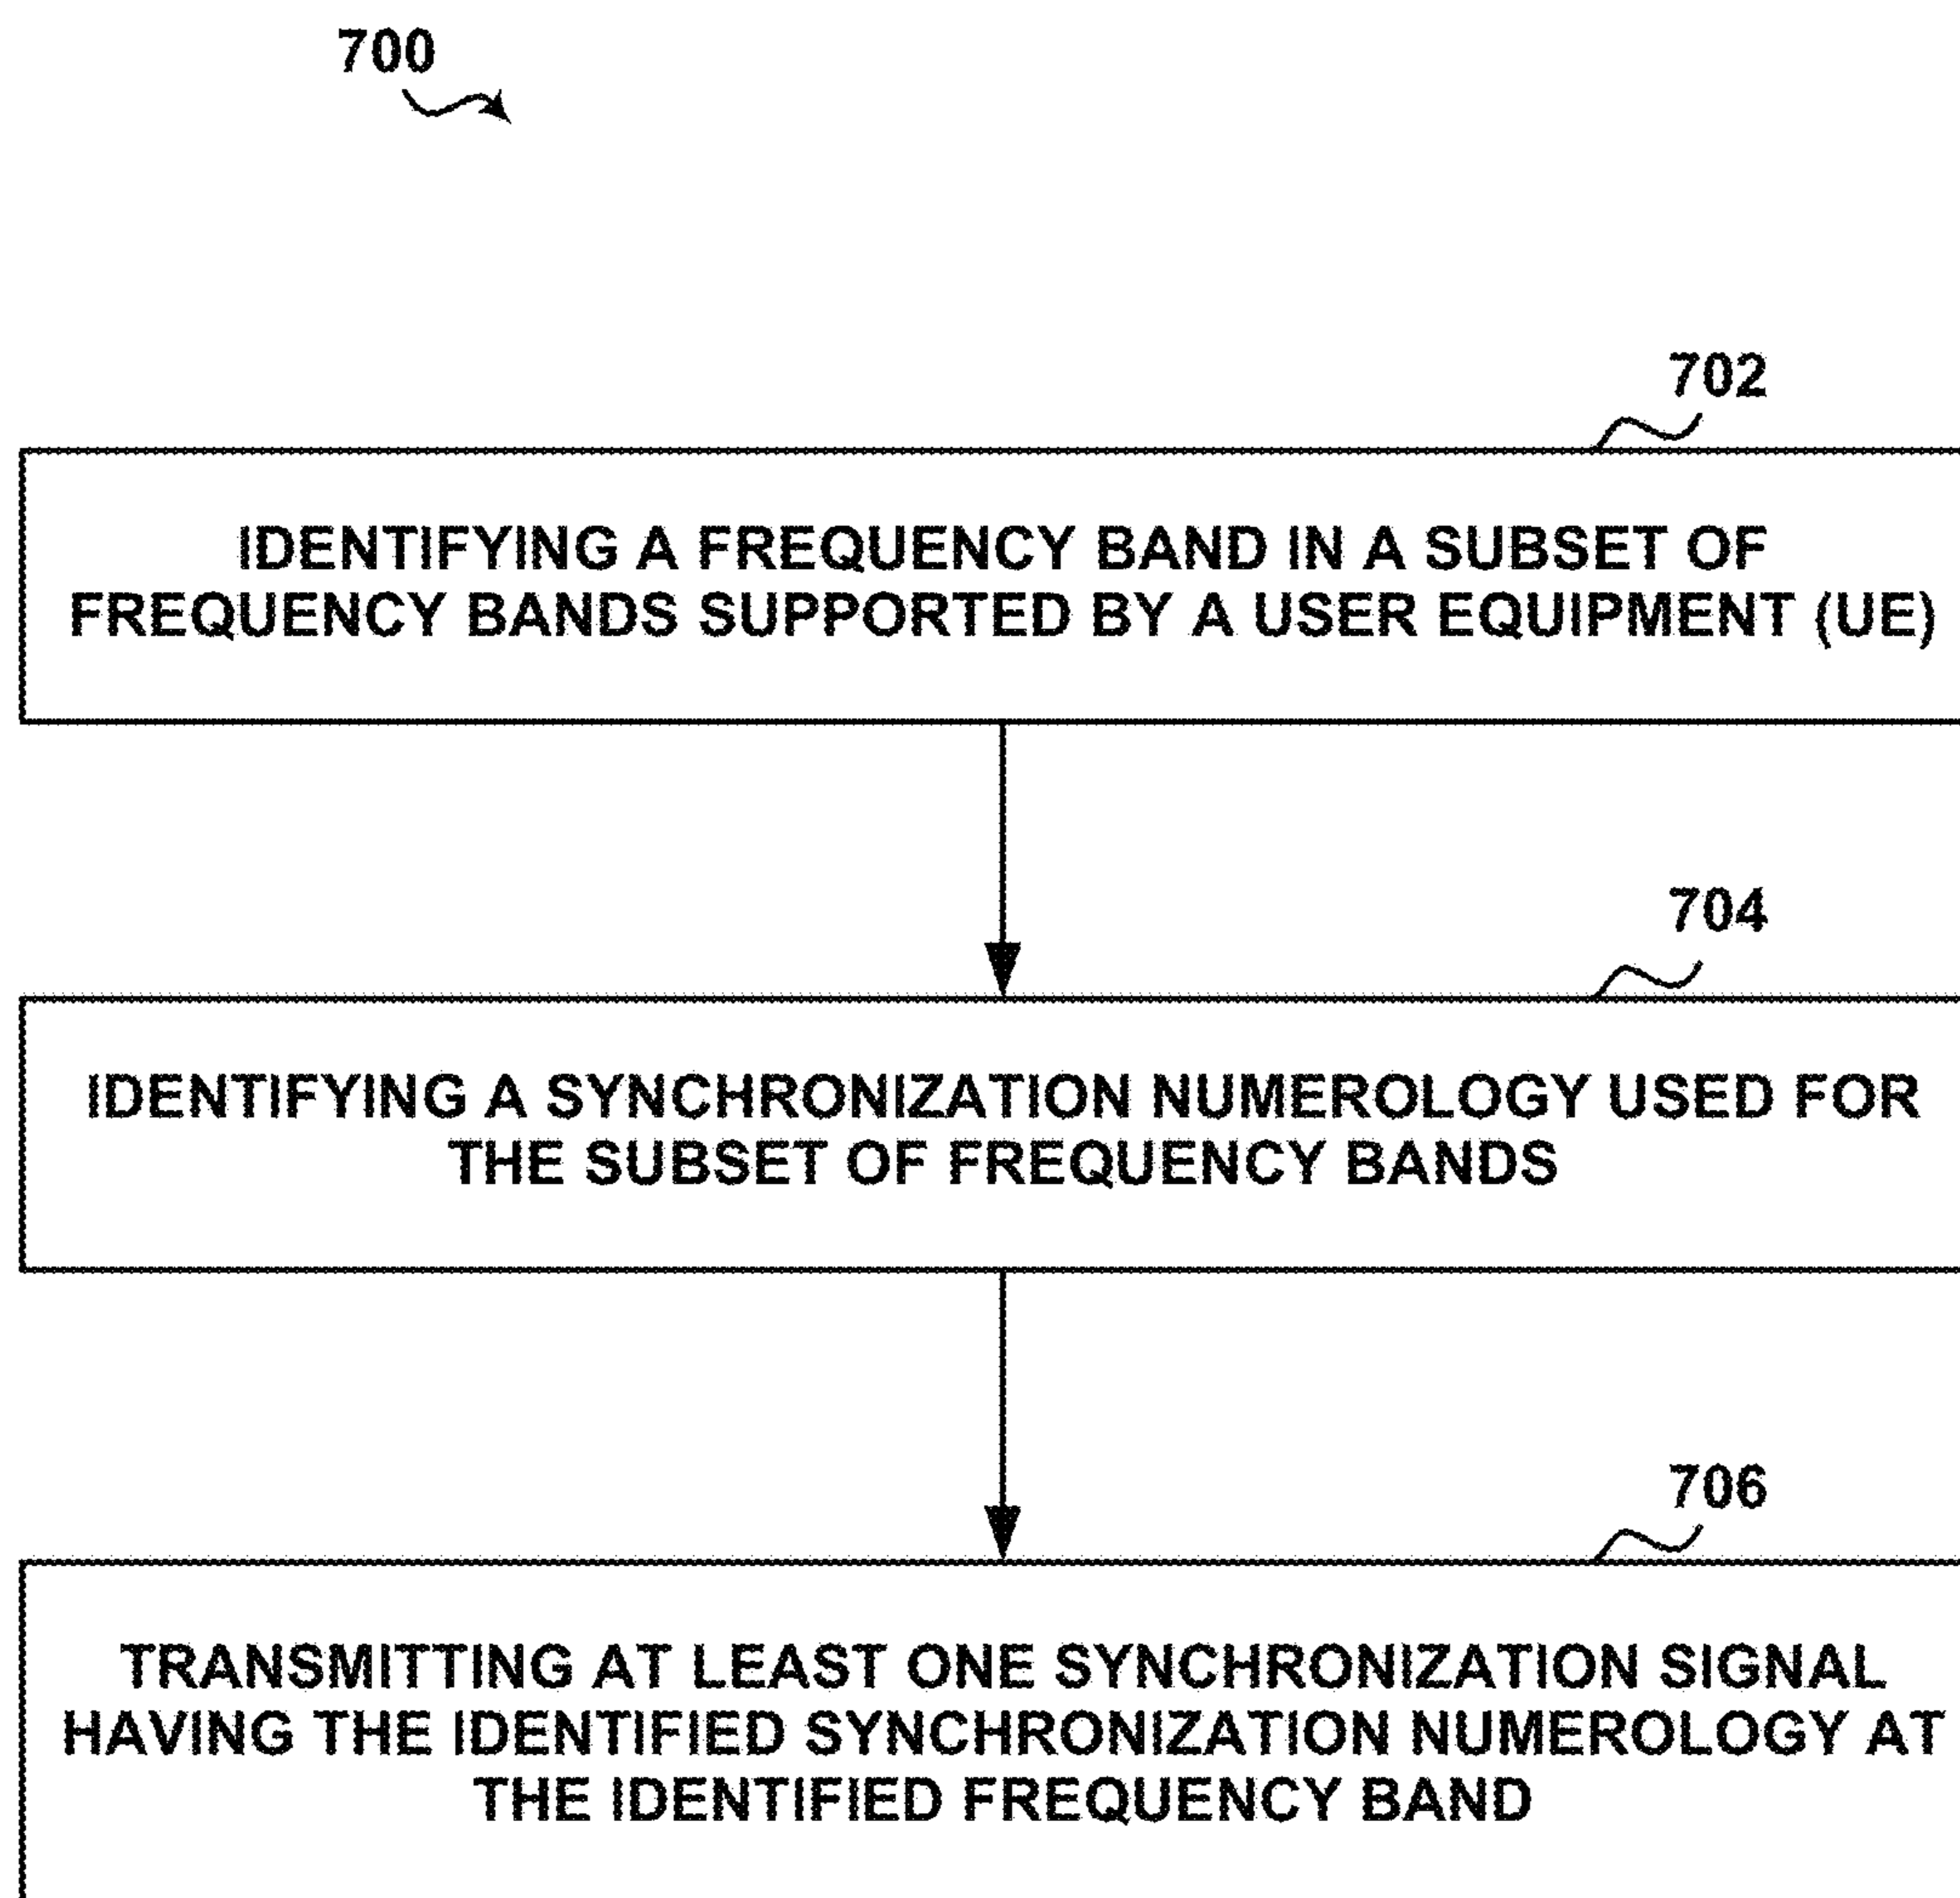 700
702
IDENTIFYING A FREQUENCY BAND IN A SUBSET OF
FREQUENCY BANDS SUPPORTED BY A USER EQUIPMENT (UE)
704
IDENTIFYING A SYNCHRONIZATION NUMEROLOGY USED FOR
THE SUBSET OF FREQUENCY BANDS
706
TRANSMITTING AT LEAST ONE SYNCHRONIZATION SIGNAL
HAVING THE IDENTIFIED SYNCHRONIZATION NUMEROLOGY AT
THE IDENTIFIED FREQUENCY BAND